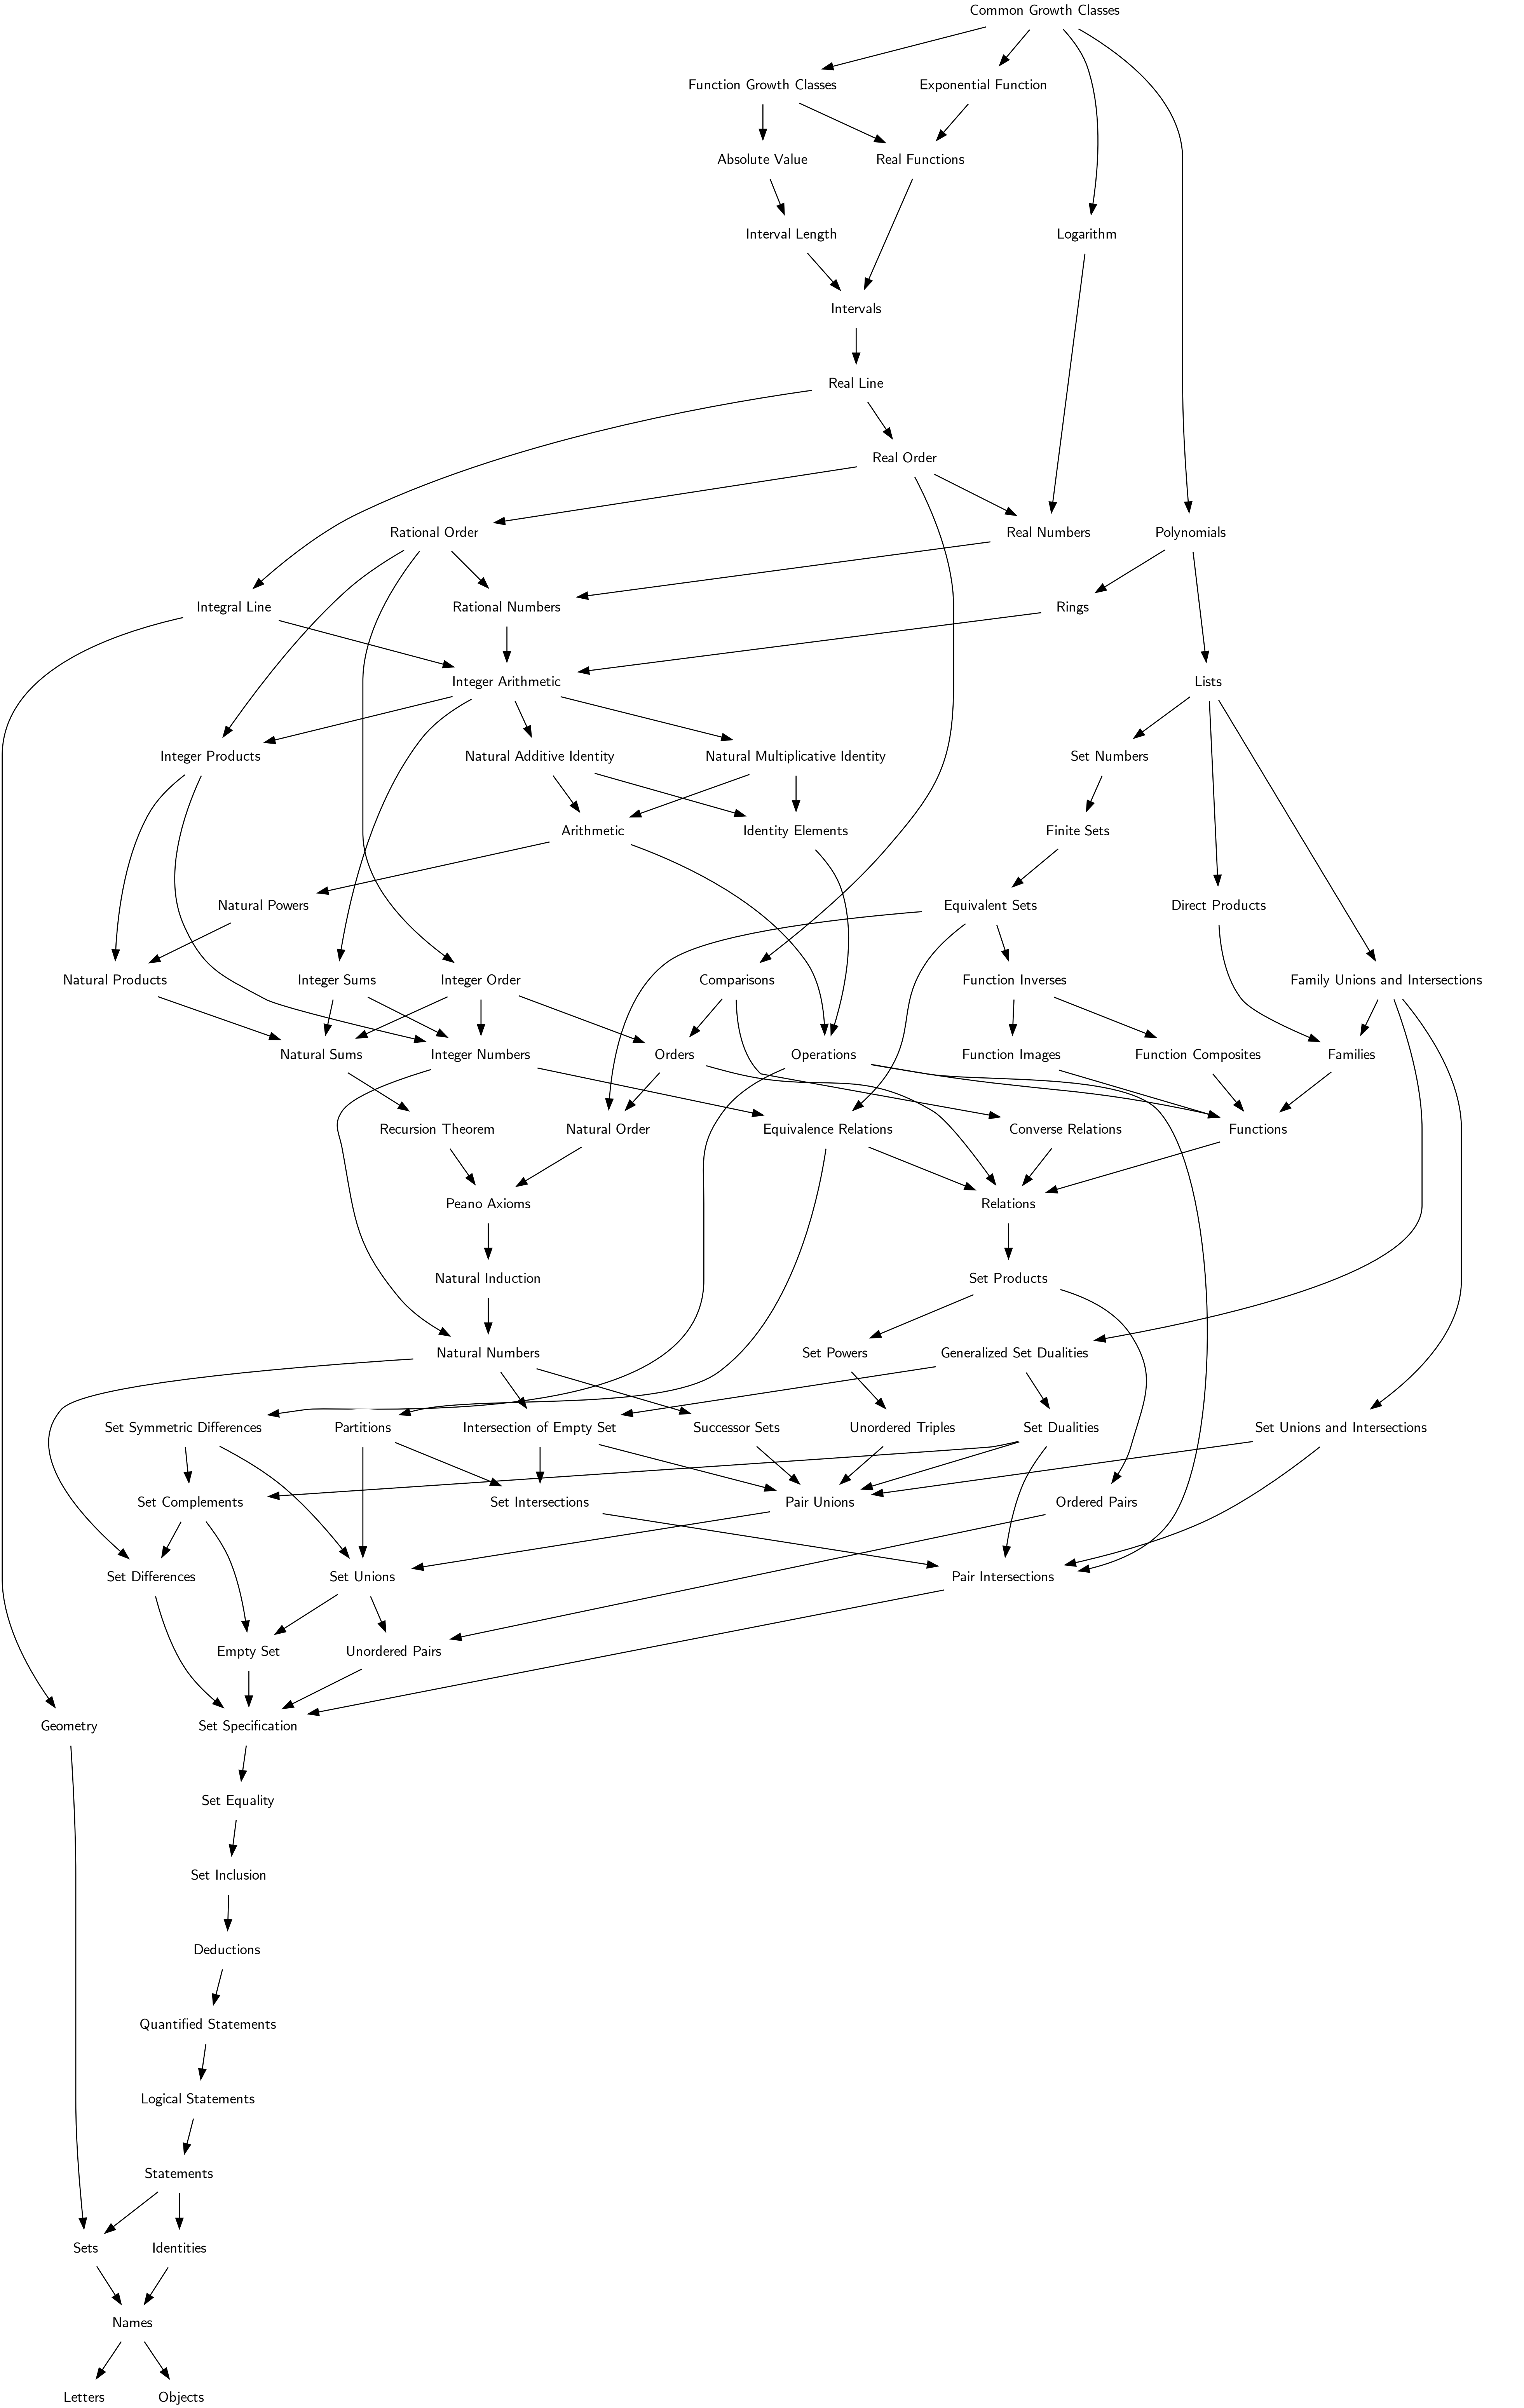 Common Growth Classes
Function Growth Classes
Exponential Function
Absolute Value
Real Functions
Interval Length
Logarithm
Intervals
Real Line
Real Order
Rational Order
Real Numbers
Polynomials
Integral Line
Rational Numbers
Rings
Integer Arithmetic
Lists
Integer Products
Natural Additive Identity
Natural Multiplicative Identity
Set Numbers
Arithmetic
Identity Elements
Finite Sets
Natural Powers
Equivalent Sets
Direct Products
Natural Products
Integer Sums
Integer Order
Comparisons
Function Inverses
Family Unions and Intersections
Natural Sums
Integer Numbers
Orders
Operations
Function Images
Function Composites
Families
Recursion Theorem
Natural Order
Equivalence Relations
Converse Relations
Functions
Peano Axioms
Relations
Natural Induction
Set Products
Natural Numbers
Set Powers
Generalized Set Dualities
Set Symmetric Differences
Partitions
Intersection of Empty Set
Successor Sets
Unordered Triples
Set Dualities
Set Unions and Intersections
Set Complements
Set Intersections
Pair Unions
Ordered Pairs
Set Differences
Set Unions
Pair Intersections
Empty Set
Unordered Pairs
Geometry
Set Specification
Set Equality
Set Inclusion
Deductions
Quantified Statements
Logical Statements
Statements
Sets
Identities
Names
Letters
Objects